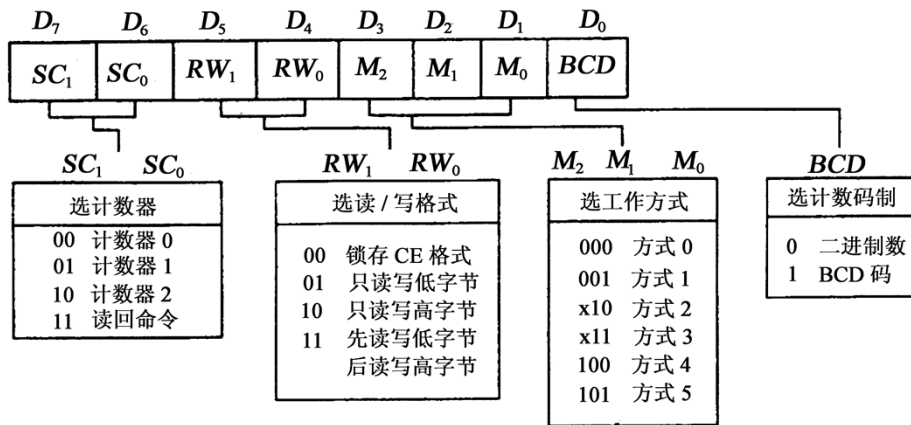 D7 D6 D5 D4 D3 D2 D1 D0
SC1 SC0 RW1 RW0 M2 M1 M0 BCD
SC1 SC0
选计数器
00 计数器 0
01 计数器 1
10 计数器 2
11 读回命令
RW1 RW0
选读 / 写格式
00 锁存 CE 格式
01 只读写低字节
10 只读写高字节
11 先读写低字节
后读写高字节
M2 M1 M0
选工作方式
000 方式 0
001 方式 1
x10 方式 2
x11 方式 3
100 方式 4
101 方式 5
BCD
选计数码制
0 二进制数
1 BCD 码